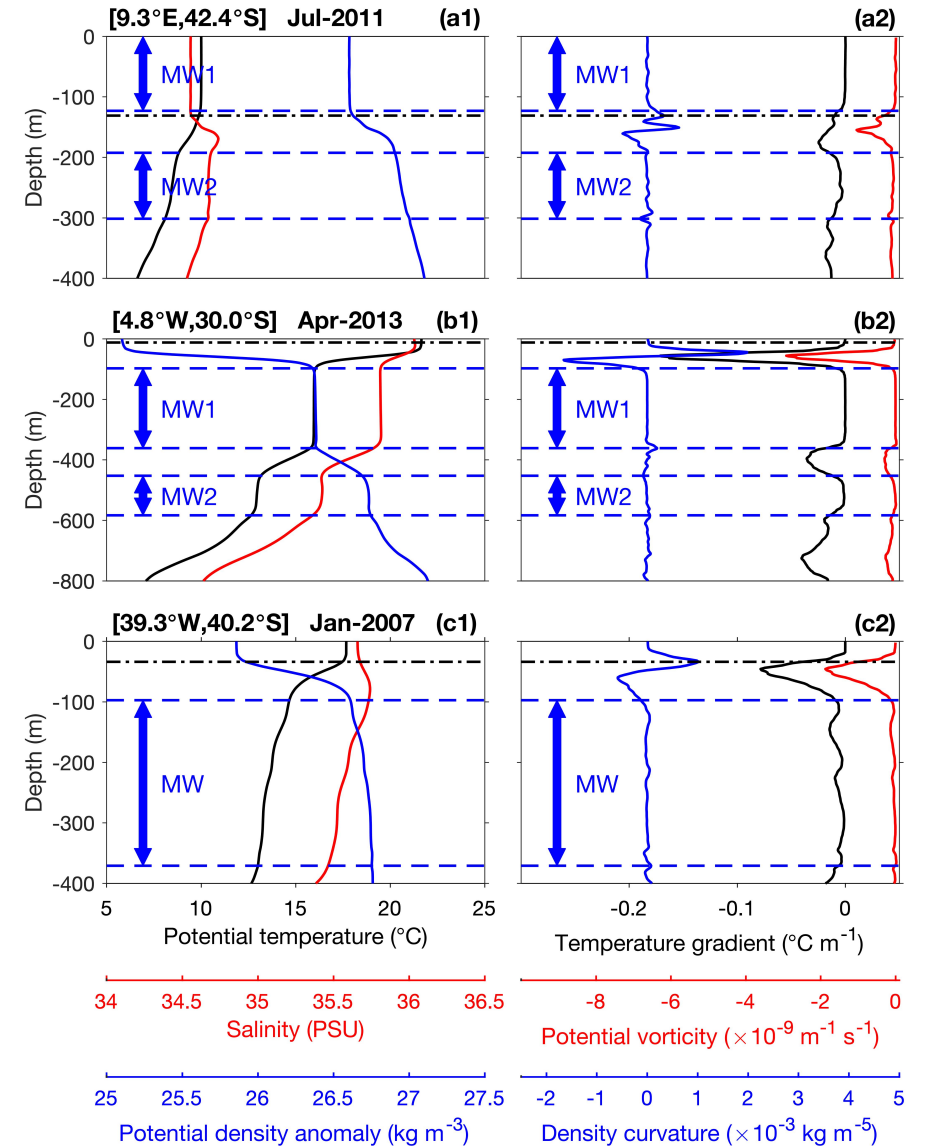 [9.3°E,42.4°S] Jul-2011 (a1) (a2)
0
-100
-200
-300
-400
Depth (m)
MW1
MW2
MW1
MW2
[4.8°W,30.0°S] Apr-2013 (b1) (b2)
0
-200
-400
-600
-800
Depth (m)
MW1
MW2
MW1
MW2
[39.3°W,40.2°S] Jan-2007 (c1) (c2)
0
-100
-200
-300
-400
Depth (m)
MW
MW
5 10 15 20 25
Potential temperature (°C)
-0.2 -0.1 0
Temperature gradient (°C m⁻¹)
34 34.5 35 35.5 36 36.5
Salinity (PSU)
-8 -6 -4 -2 0
Potential vorticity (×10⁻⁹ m⁻¹ s⁻¹)
25 25.5 26 26.5 27 27.5
Potential density anomaly (kg m⁻³)
-2 -1 0 1 2 3 4 5
Density curvature (×10⁻³ kg m⁻⁵)